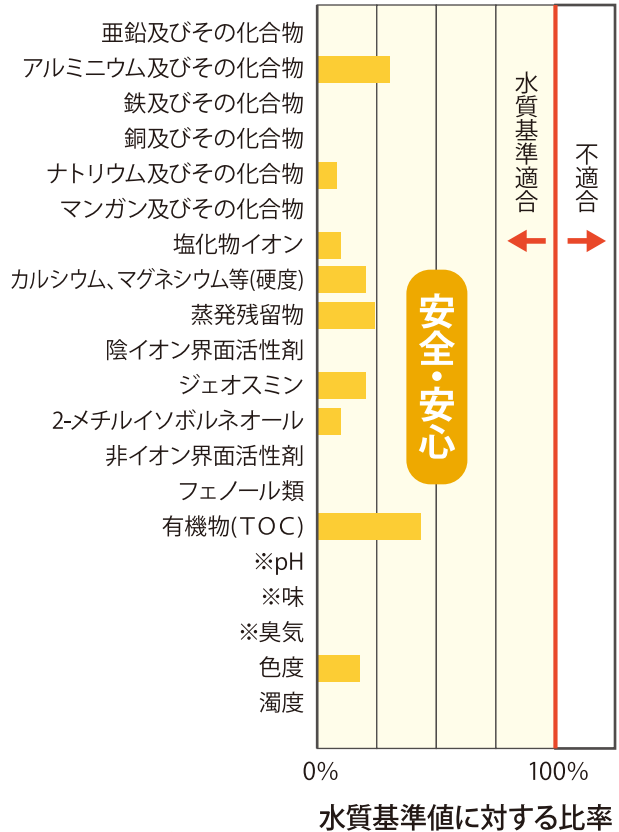 亜鉛及びその化合物
アルミニウム及びその化合物
鉄及びその化合物
銅及びその化合物
ナトリウム及びその化合物
マンガン及びその化合物
塩化物イオン
カルシウム、マグネシウム等(硬度)
蒸発残留物
陰イオン界面活性剤
ジェオスミン
2-メチルイソボルネオール
非イオン界面活性剤
フェノール類
有機物(TOC)
※pH
※味
※臭気
色度
濁度
水質基準適合
不適合
安全・安心
0%
100%
水質基準値に対する比率